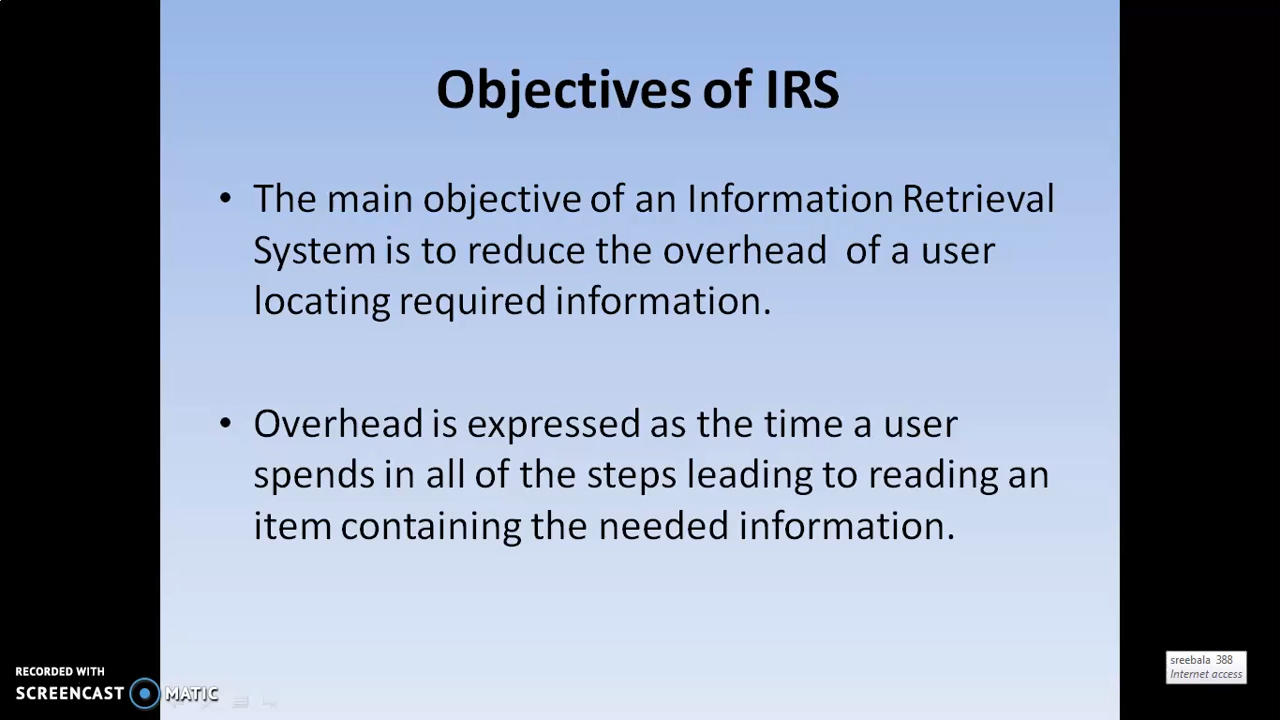 Objectives of IRS
• The main objective of an Information Retrieval
System is to reduce the overhead of a user
locating required information.
• Overhead is expressed as the time a user
spends in all of the steps leading to reading an
item containing the needed information.
RECORDED WITH
SCREENCAST MATIC
sreebala 388
Internet access